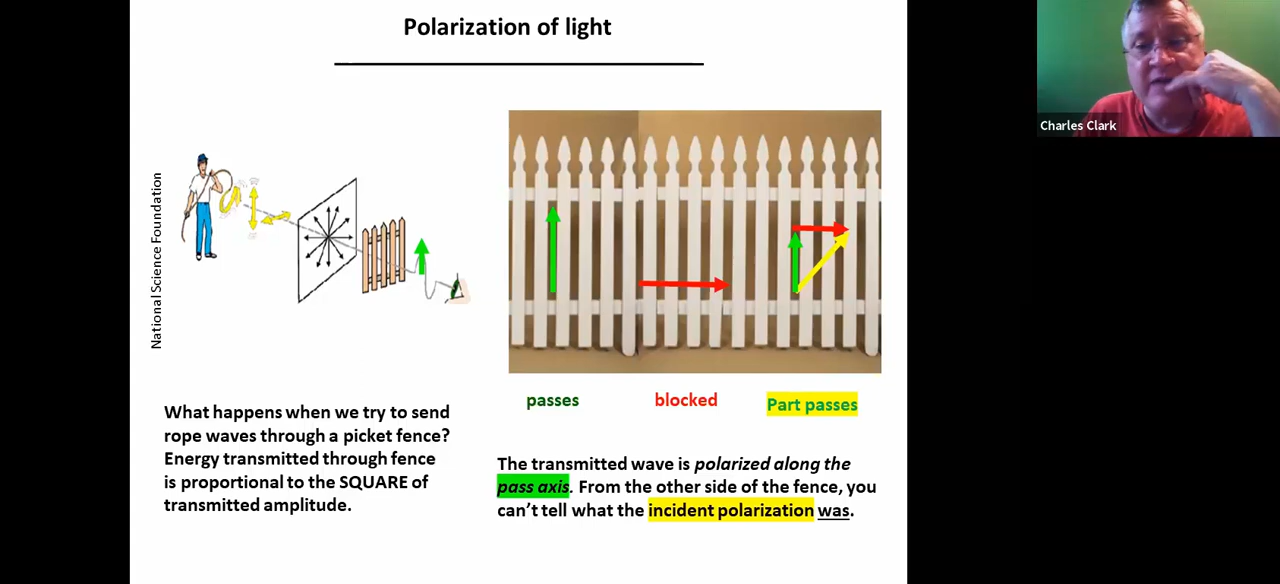 Polarization of light
Charles Clark
National Science Foundation
passes
blocked
Part passes
What happens when we try to send
rope waves through a picket fence?
Energy transmitted through fence
is proportional to the SQUARE of
transmitted amplitude.
The transmitted wave is polarized along the
pass axis. From the other side of the fence, you
can't tell what the incident polarization was.